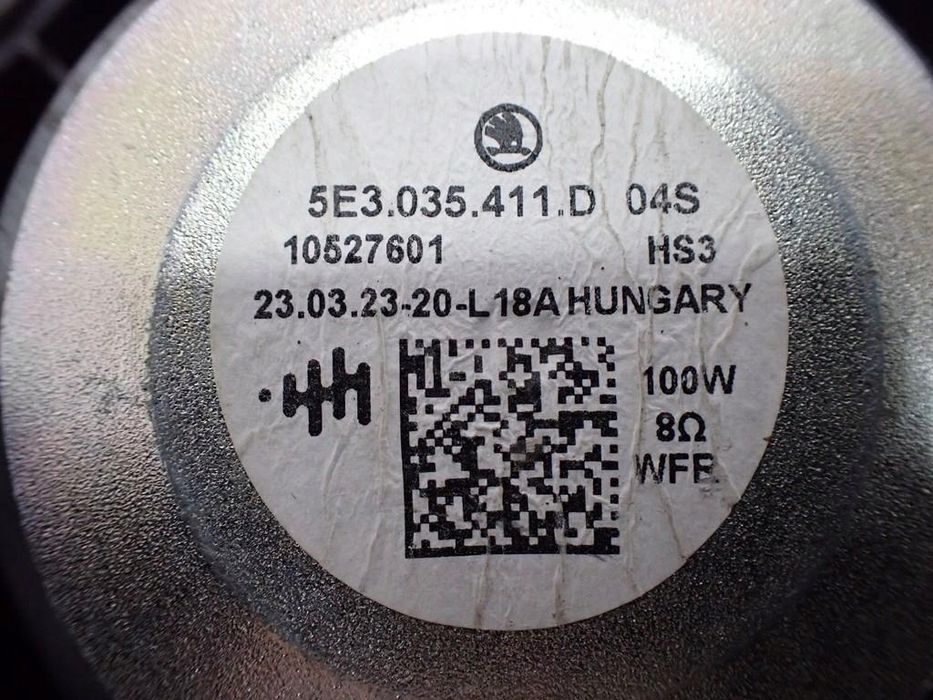 5E3.035.411.D 04S
10527601 HS3
23.03.23-20-L18A HUNGARY
100W
8Ω
WFB